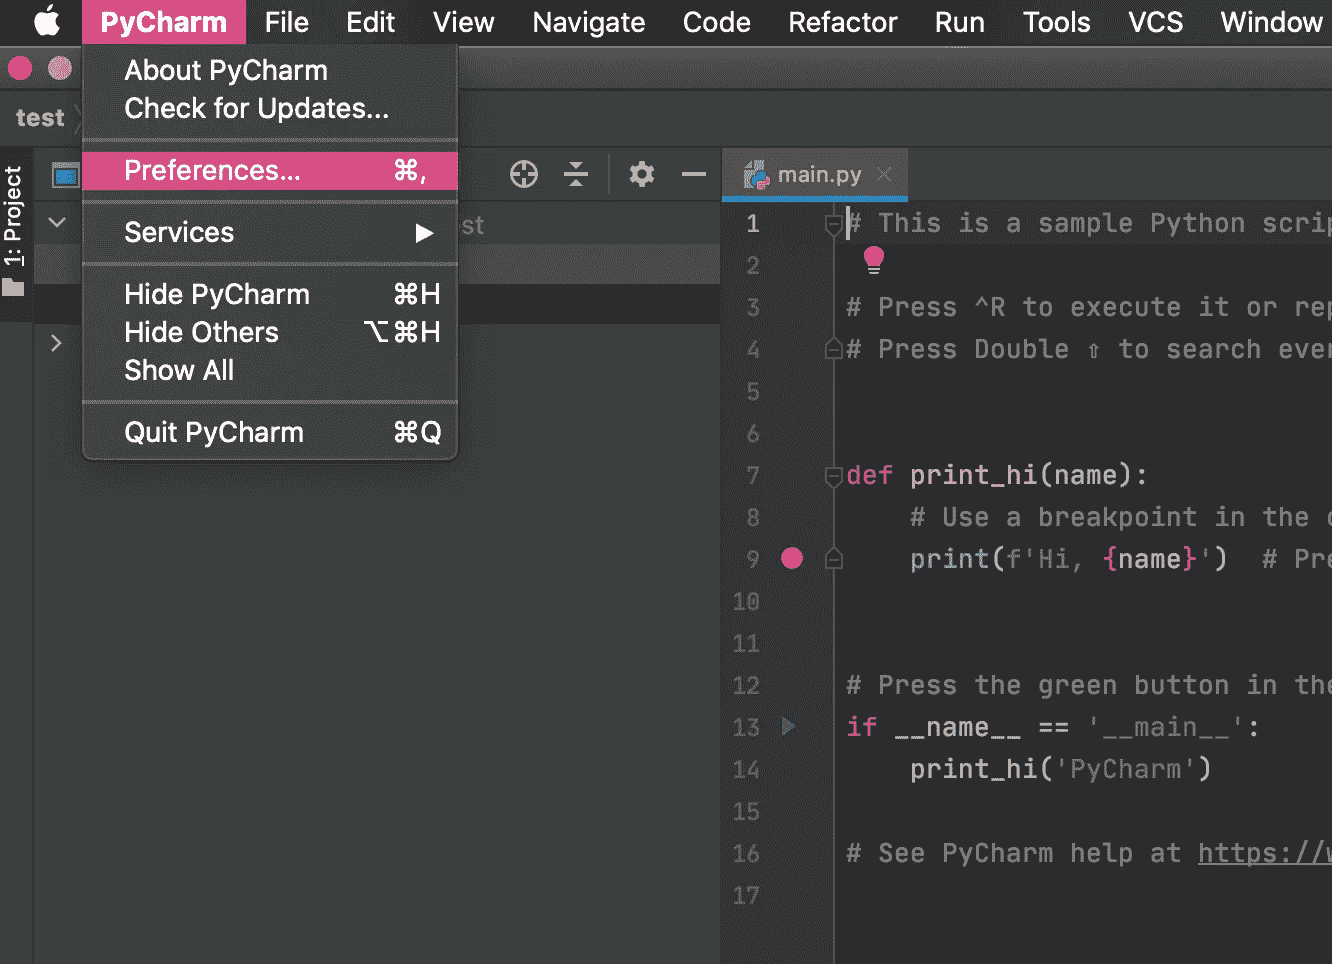 PyCharm File Edit View Navigate Code Refactor Run Tools VCS Window
About PyCharm
Check for Updates...
Preferences... ⌘,
Services ▶
Hide PyCharm ⌘H
Hide Others ⌥⌘H
Show All
Quit PyCharm ⌘Q
test
1: Project
st
main.py ×
1 # This is a sample Python scrip
2
3 # Press ^R to execute it or rep
4 # Press Double ⇧ to search ever
5
6
7 def print_hi(name):
8 # Use a breakpoint in the c
9 print(f'Hi, {name}') # Pre
10
11
12 # Press the green button in the
13 if __name__ == '__main__':
14 print_hi('PyCharm')
15
16 # See PyCharm help at https://w
17